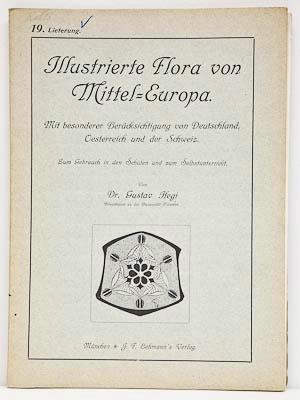 19. Lieferung.
Illustrierte Flora von
Mittel=Europa.
Mit besonderer Berücksichtigung von Deutschland,
Oesterreich und der Schweiz.
Zum Gebrauch in den Schulen und zum Selbstunterricht.
Von
Dr. Gustav Hegi
München * J. F. Lehmann's Verlag.